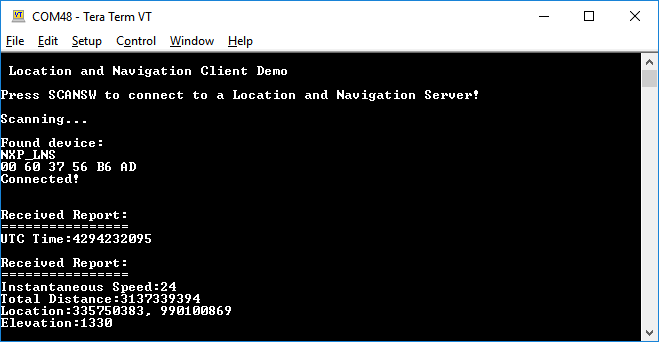 COM48 - Tera Term VT
File Edit Setup Control Window Help
Location and Navigation Client Demo
Press SCANSW to connect to a Location and Navigation Server!
Scanning...
Found device:
NXP_LNS
00 60 37 56 B6 AD
Connected!
Received Report:
================
UTC Time:4294232095
Received Report:
================
Instantaneous Speed:24
Total Distance:3137339394
Location:335750383, 990100869
Elevation:1330